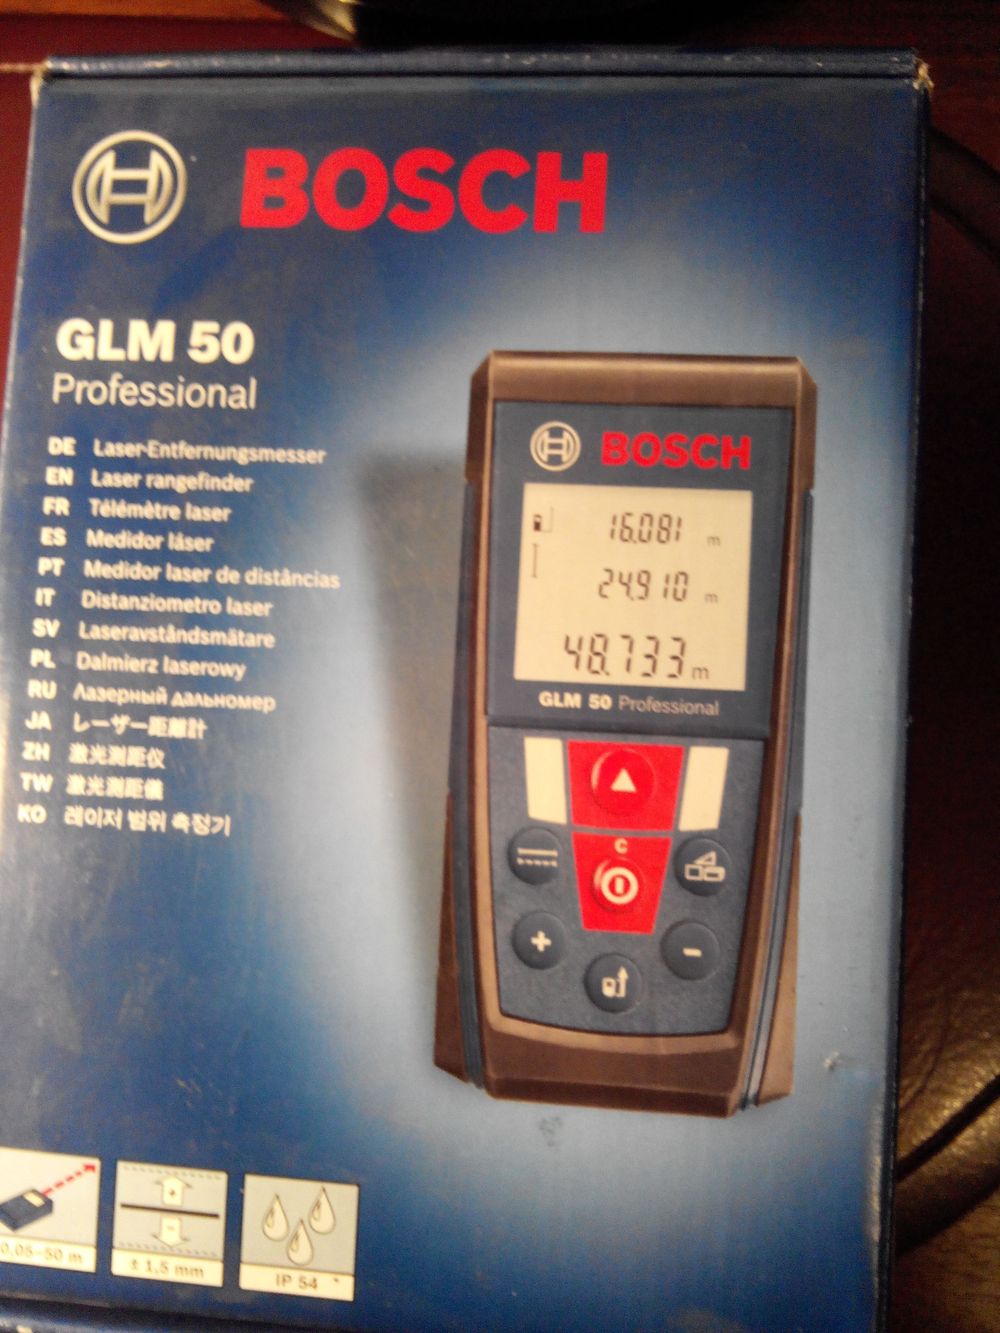 BOSCH
GLM 50
Professional
DE Laser-Entfernungsmesser
EN Laser rangefinder
FR Télémètre laser
ES Medidor láser
PT Medidor laser de distâncias
IT Distanziometro laser
SV Laseravståndsmätare
PL Dalmierz laserowy
RU Лазерный дальномер
JA レーザー距離計
ZH 激光测距仪
TW 激光測距儀
KO 레이저 범위 측정기
BOSCH
16.081 m
24.910 m
48.733 m
GLM 50 Professional
C
+
-
0,05-50 m
± 1,5 mm
IP 54 *